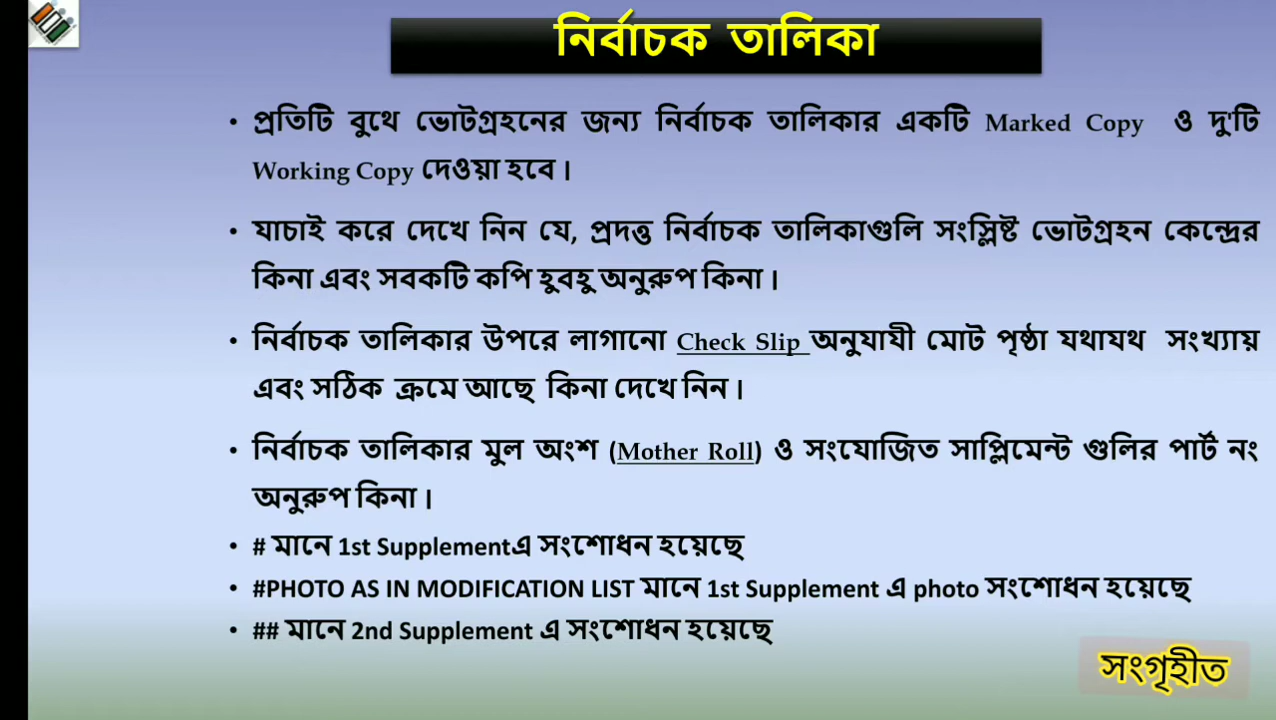 নির্বাচক তালিকা
• প্রতিটি বুথে ভোটগ্রহনের জন্য নির্বাচক তালিকার একটি Marked Copy ও দু'টি
Working Copy দেওয়া হবে।
• যাচাই করে দেখে নিন যে, প্রদত্ত নির্বাচক তালিকাগুলি সংস্লিষ্ট ভোটগ্রহন কেন্দ্রের
কিনা এবং সবকটি কপি হুবহু অনুরুপ কিনা।
• নির্বাচক তালিকার উপরে লাগানো Check Slip অনুযাযী মোট পৃষ্ঠা যথাযথ সংখ্যায়
এবং সঠিক ক্রমে আছে কিনা দেখে নিন।
• নির্বাচক তালিকার মুল অংশ (Mother Roll) ও সংযোজিত সাপ্লিমেন্ট গুলির পার্ট নং
অনুরুপ কিনা।
• # মানে 1st Supplementএ সংশোধন হয়েছে
• #PHOTO AS IN MODIFICATION LIST মানে 1st Supplement এ photo সংশোধন হয়েছে
• ## মানে 2nd Supplement এ সংশোধন হয়েছে
সংগৃহীত